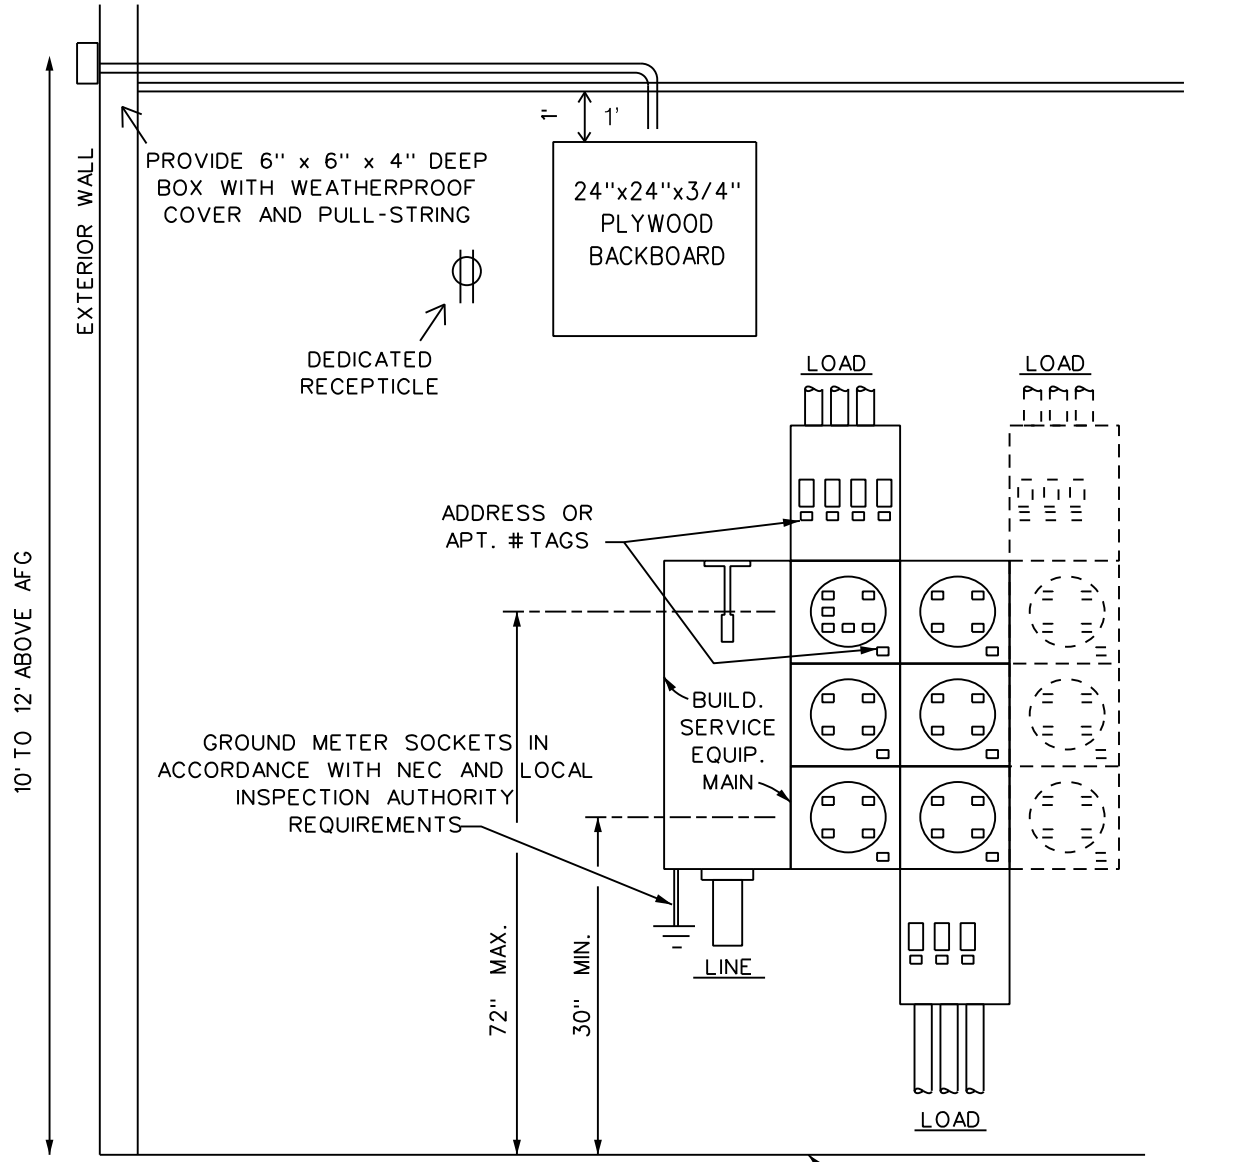 1"
1'
PROVIDE 6" x 6" x 4" DEEP
BOX WITH WEATHERPROOF
COVER AND PULL-STRING
EXTERIOR WALL
24"x24"x3/4"
PLYWOOD
BACKBOARD
DEDICATED
RECEPTICLE
LOAD
LOAD
ADDRESS OR
APT. # TAGS
10' TO 12' ABOVE AFG
BUILD.
SERVICE
EQUIP.
MAIN
GROUND METER SOCKETS IN
ACCORDANCE WITH NEC AND LOCAL
INSPECTION AUTHORITY
REQUIREMENTS
72" MAX.
30" MIN.
LINE
LOAD